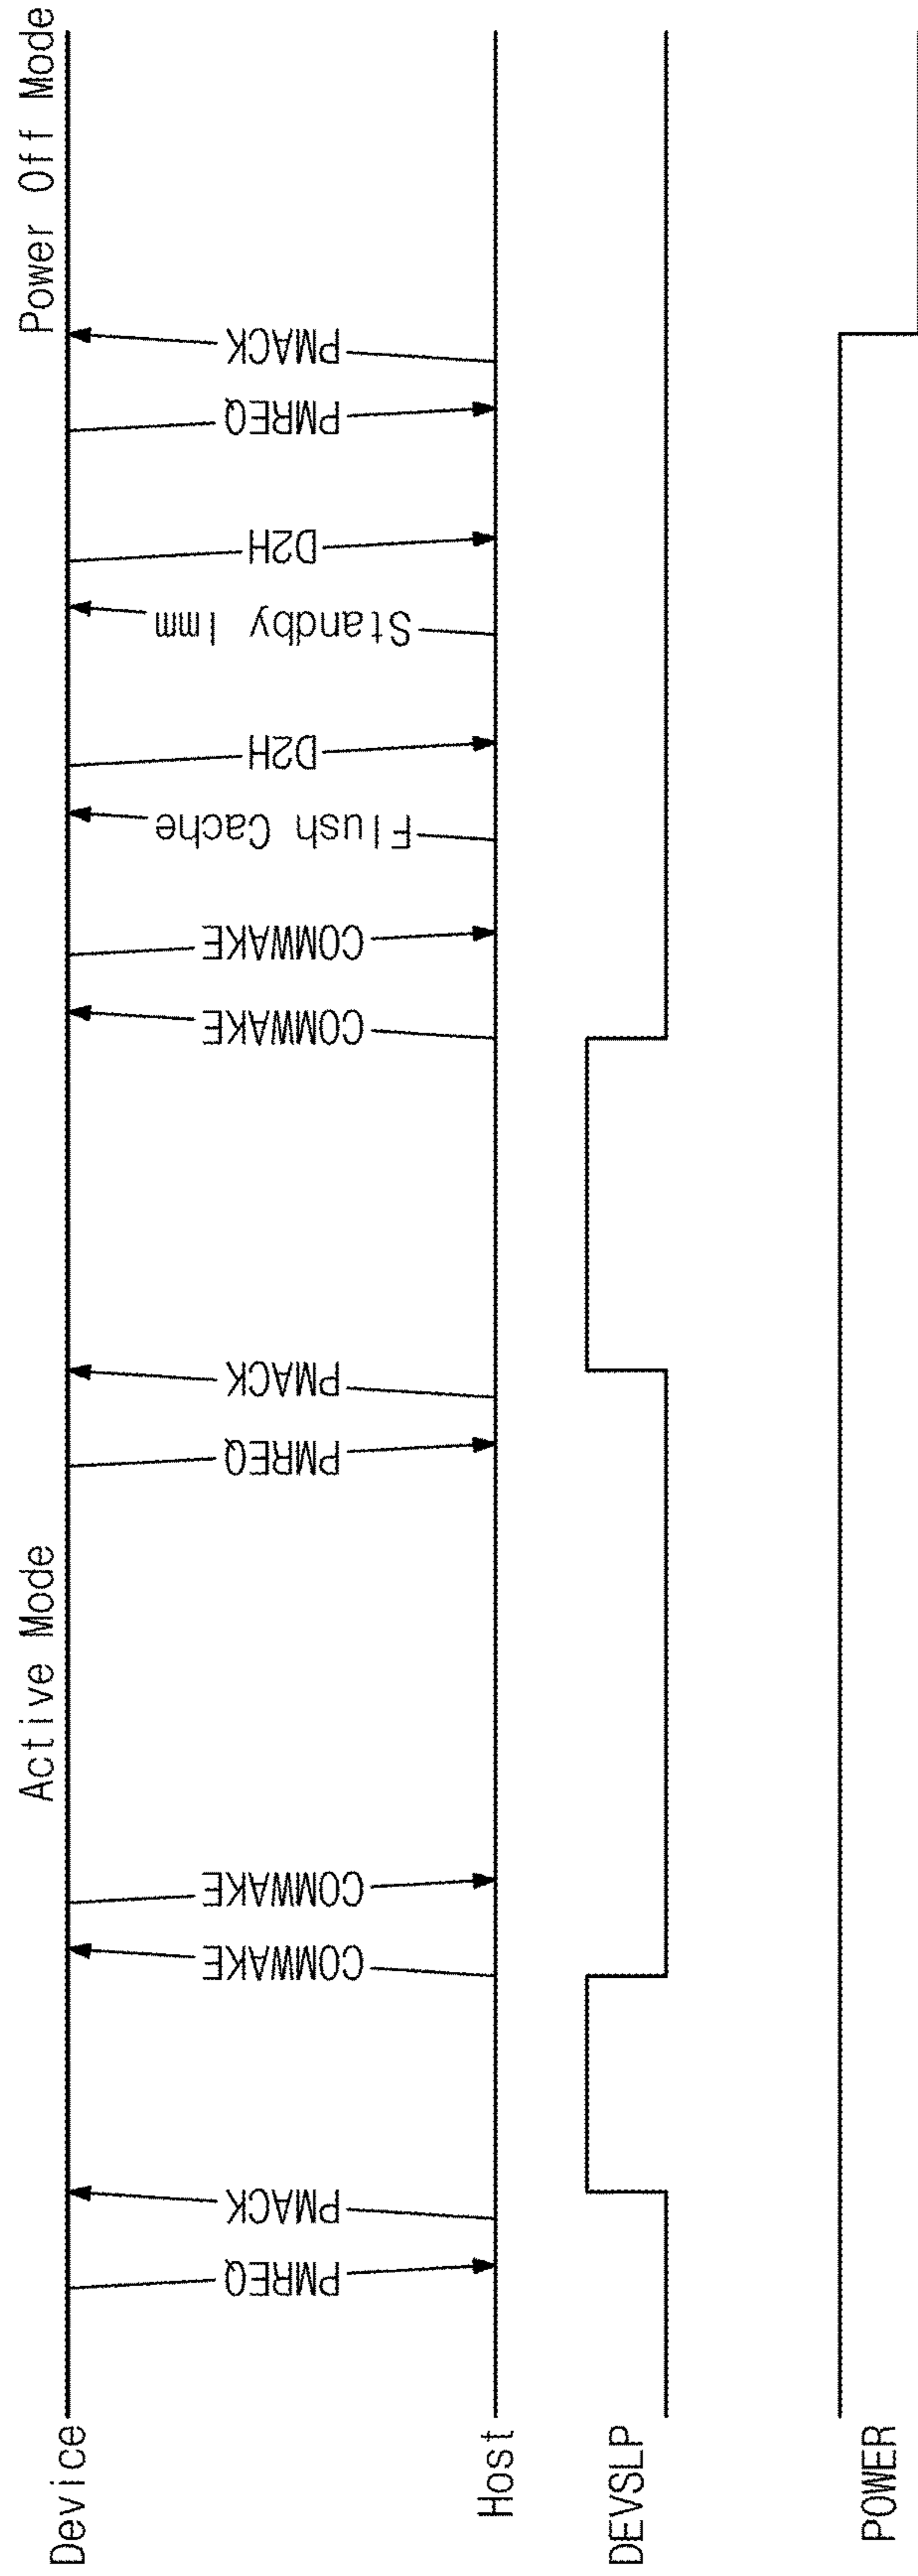 Device
Active Mode
Power Off Mode
PMREQ
PMACK
COMWAKE
COMWAKE
PMREQ
PMACK
COMWAKE
COMWAKE
Flush Cache
D2H
Standby Imm
D2H
PMREQ
PMACK
Host
DEVSLP
POWER